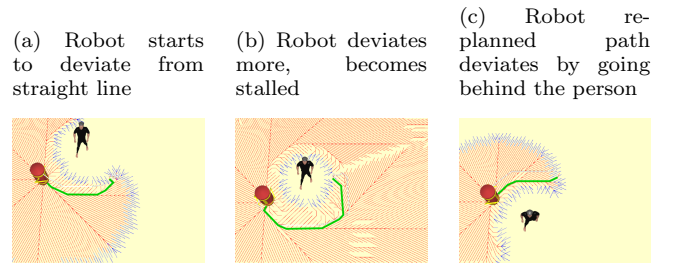 (a) Robot starts
to deviate from
straight line
(b) Robot deviates
more, becomes
stalled
(c) Robot re-
planned path
deviates by going
behind the person